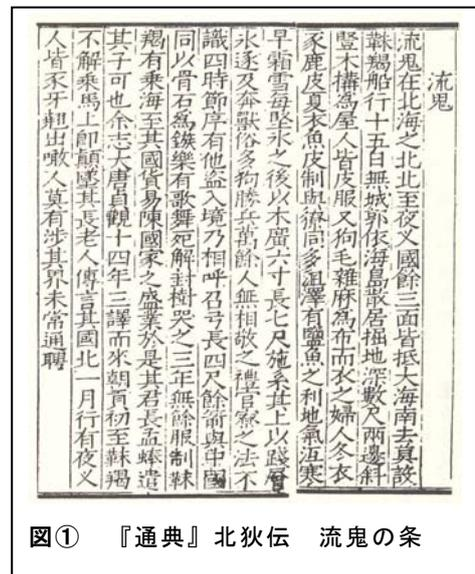 流鬼
流鬼在北海之北北至夜叉國餘三面皆抵大海南去莫設
靺鞨船行十五白無城郭依海島散居掘地深數尺兩邊斜
豎木構為屋人皆皮服又狗毛雜麻為布而衣之婦人冬衣
豕鹿皮夏衣魚皮制與獠同多沮澤有鹽魚之利地氣沍寒
早霜雪每堅冰之後以木廣六寸長七尺施系其上以踐層
冰逐及奔獸俗多狗勝兵萬餘人無相敬之禮官寮之法不
識四時節序有他盜入境乃相呼召弓長四尺餘箭與中國
同以骨石為鏃樂有歌舞死解封樹哭之三年無餘服制靺
鞨有乗海至其國貨易陳國家之盛業於是其君長孟蜯遣
其子可也余志大唐貞觀十四年三譯而來朝貢初至靺鞨
不解乗馬上即顛墜其長老人傳言其國北一月行有夜叉
人皆豕牙翹出噉人莫有涉其界未常通聘
図① 『通典』北狄伝 流鬼の条